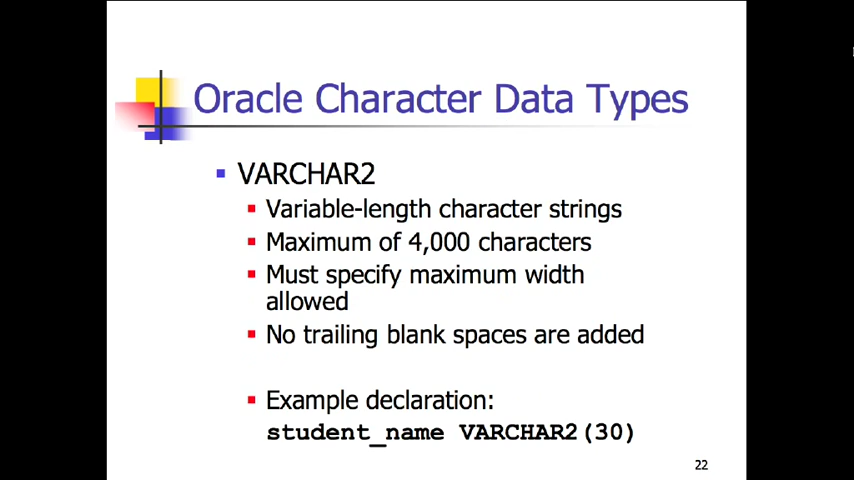 Oracle Character Data Types
VARCHAR2
Variable-length character strings
Maximum of 4,000 characters
Must specify maximum width
allowed
No trailing blank spaces are added
Example declaration:
student_name VARCHAR2(30)
22